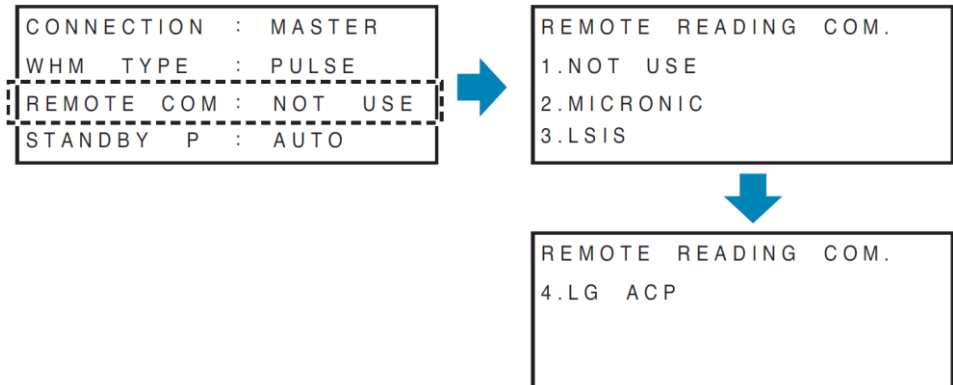 CONNECTION : MASTER
WHM TYPE : PULSE
REMOTE COM : NOT USE
STANDBY P : AUTO
REMOTE READING COM.
1.NOT USE
2.MICRONIC
3.LSIS
REMOTE READING COM.
4.LG ACP